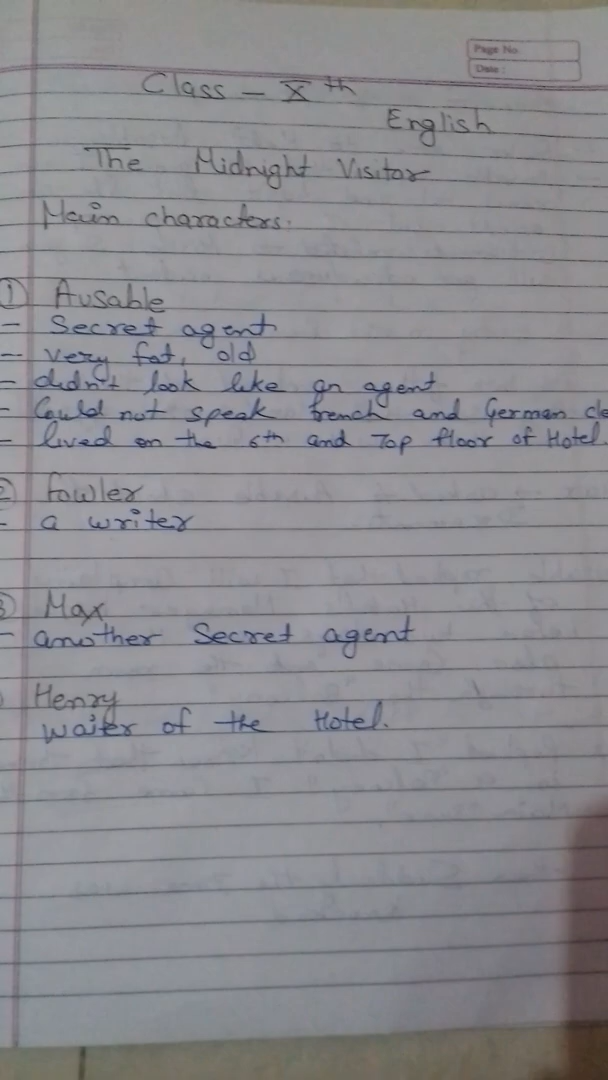 Page No.
Date :
Class - Xth
English
The Midnight Visitor
Main characters.
① Ausable
- Secret agent
- very fat, old
- didn't look like an agent
- Could not speak french and German cle
- lived on the 6th and Top floor of Hotel.
② fowler
- a writer
③ Max
- another Secret agent
Henry
waiter of the Hotel.